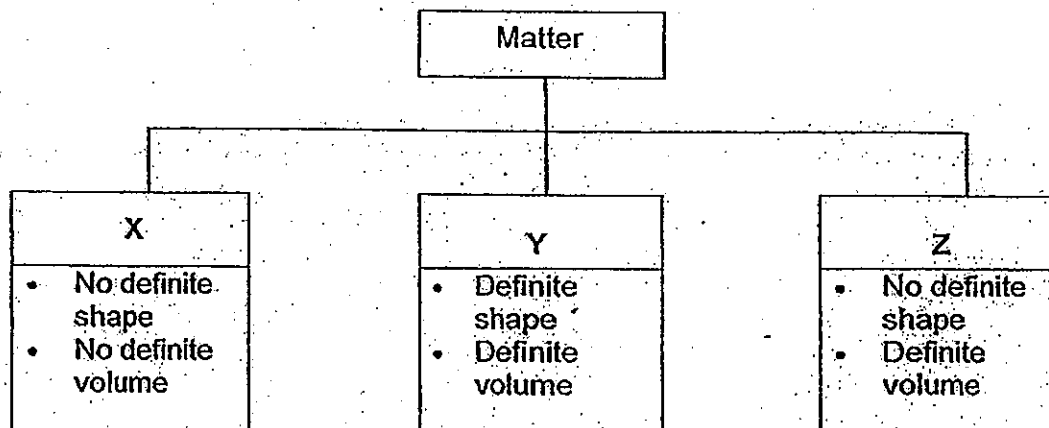 Matter
X
• No definite
shape
• No definite
volume
Y
• Definite
shape
• Definite
volume
Z
• No definite
shape
• Definite
volume